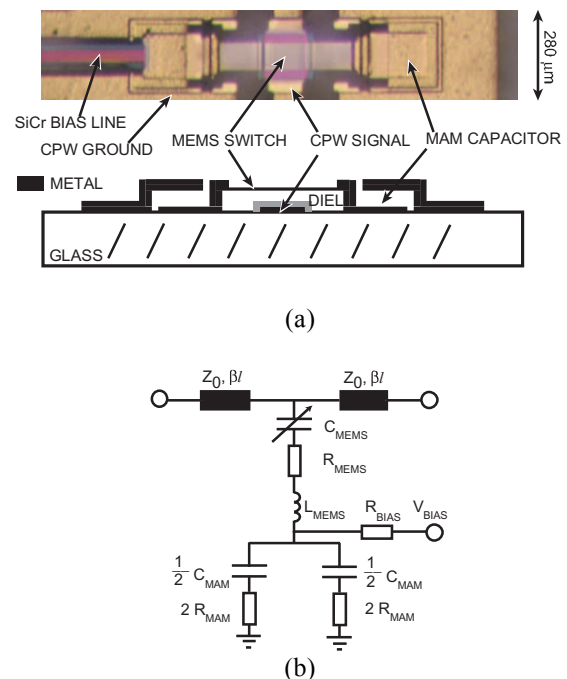 280 µm
SiCr BIAS LINE
CPW GROUND
MEMS SWITCH
CPW SIGNAL
MAM CAPACITOR
METAL
DIEL
GLASS
(a)
Z0, βl
Z0, βl
CMEMS
RMEMS
LMEMS
RBIAS
VBIAS
1/2 CMAM
1/2 CMAM
2 RMAM
2 RMAM
(b)